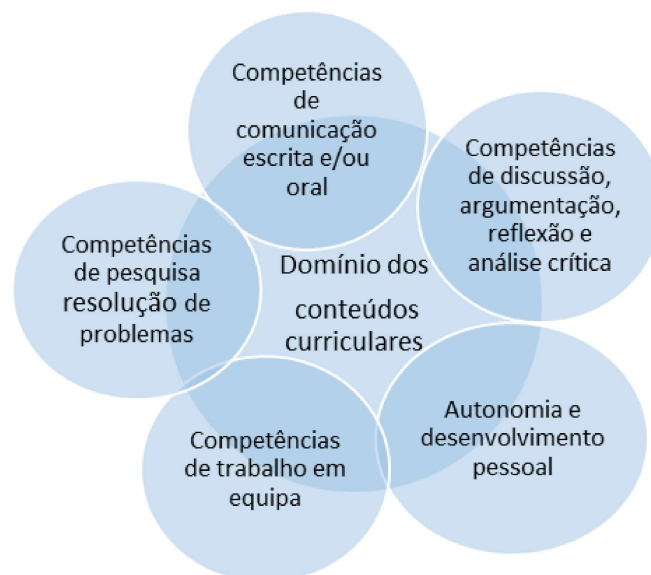 Competências
de
comunicação
escrita e/ou
oral
Competências
de discussão,
argumentação,
reflexão e
análise crítica
Competências
de pesquisa
resolução de
problemas
Domínio dos
conteúdos
curriculares
Autonomia e
desenvolvimento
pessoal
Competências
de trabalho em
equipa